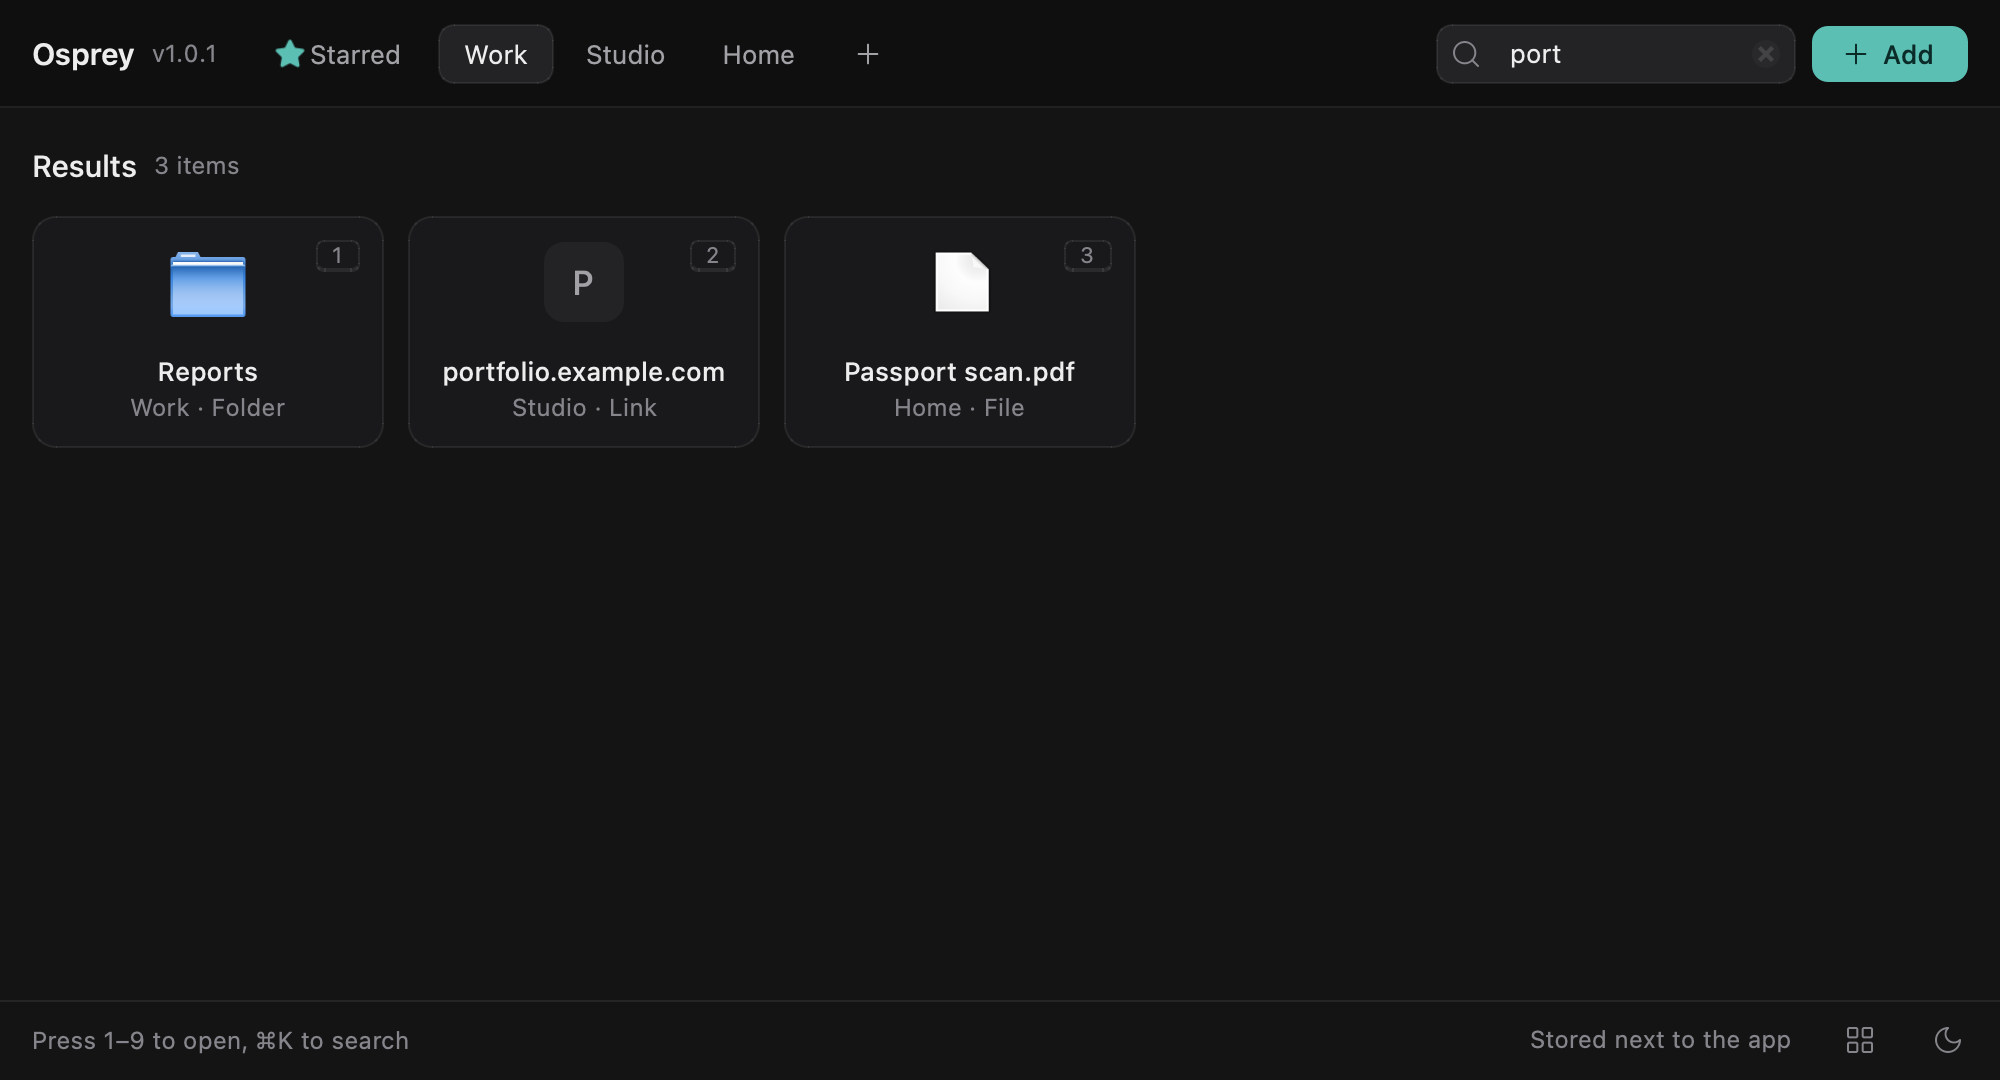 Osprey v1.0.1 Starred Work Studio Home + port + Add
Results 3 items
1 P 2 3
Reports portfolio.example.com Passport scan.pdf
Work · Folder Studio · Link Home · File
Press 1–9 to open, ⌘K to search Stored next to the app